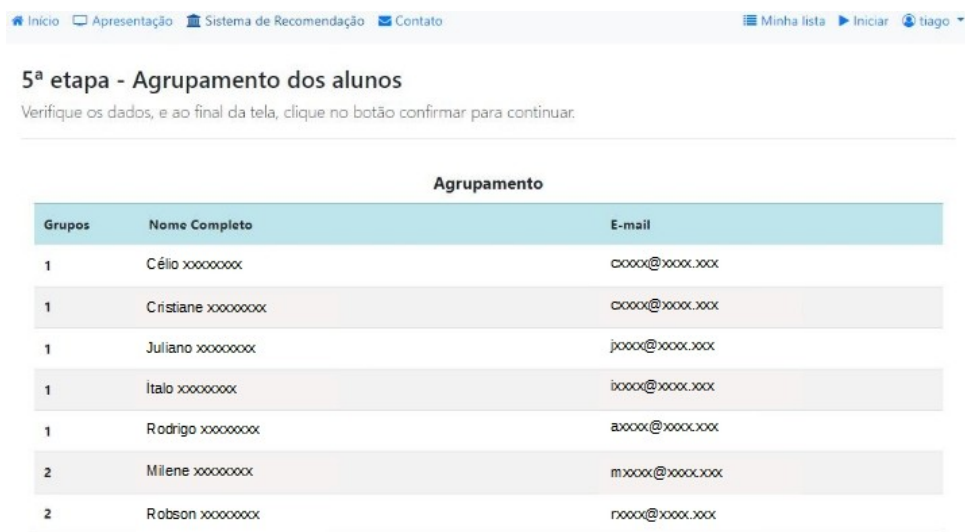 Início Apresentação Sistema de Recomendação Contato Minha lista Iniciar tiago
5ª etapa - Agrupamento dos alunos
Verifique os dados, e ao final da tela, clique no botão confirmar para continuar.
Agrupamento
Grupos Nome Completo E-mail
1 Célio xxxxxxxx cxxxx@xxxx.xxx
1 Cristiane xxxxxxxx cxxxx@xxxx.xxx
1 Juliano xxxxxxxx jxxxx@xxxx.xxx
1 Ítalo xxxxxxxx ixxxx@xxxx.xxx
1 Rodrigo xxxxxxxx axxxx@xxxx.xxx
2 Milene xxxxxxxx mxxxx@xxxx.xxx
2 Robson xxxxxxxx rxxxx@xxxx.xxx